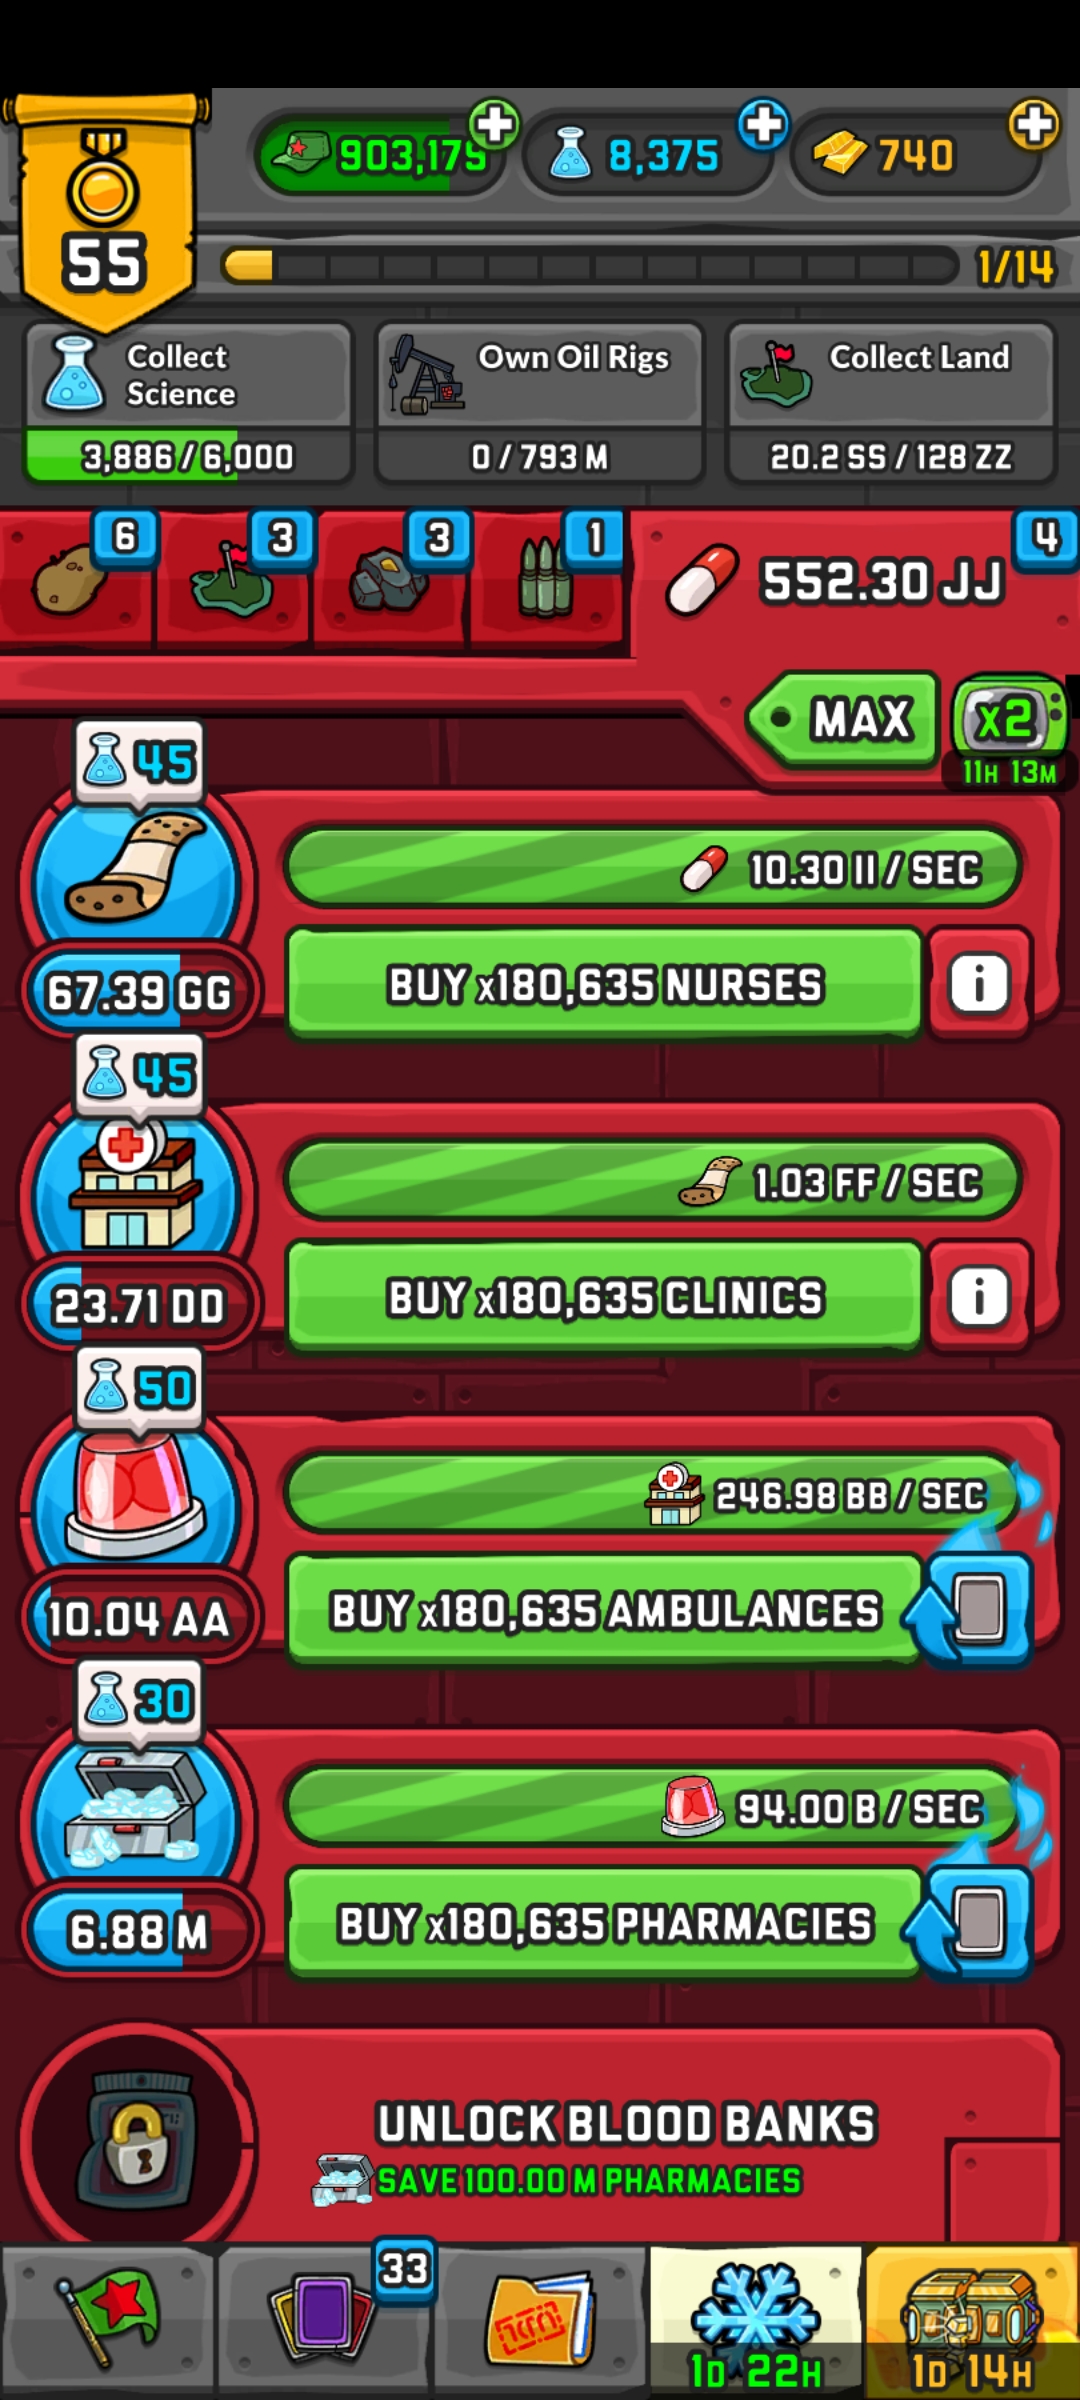 55
903,179
8,375
740
1/14
Collect
Science
3,886/6,000
Own Oil Rigs
0/793 M
Collect Land
20.2 SS/128 ZZ
6
3
3
1
4
552.30 JJ
MAX
x2
11H 13M
45
10.30 II/SEC
67.39 GG
BUY x180,635 NURSES
i
45
1.03 FF/SEC
23.71 DD
BUY x180,635 CLINICS
i
50
246.98 BB/SEC
10.04 AA
BUY x180,635 AMBULANCES
30
94.00 B/SEC
6.88 M
BUY x180,635 PHARMACIES
UNLOCK BLOOD BANKS
SAVE 100.00 M PHARMACIES
33
1D 22H
1D 14H